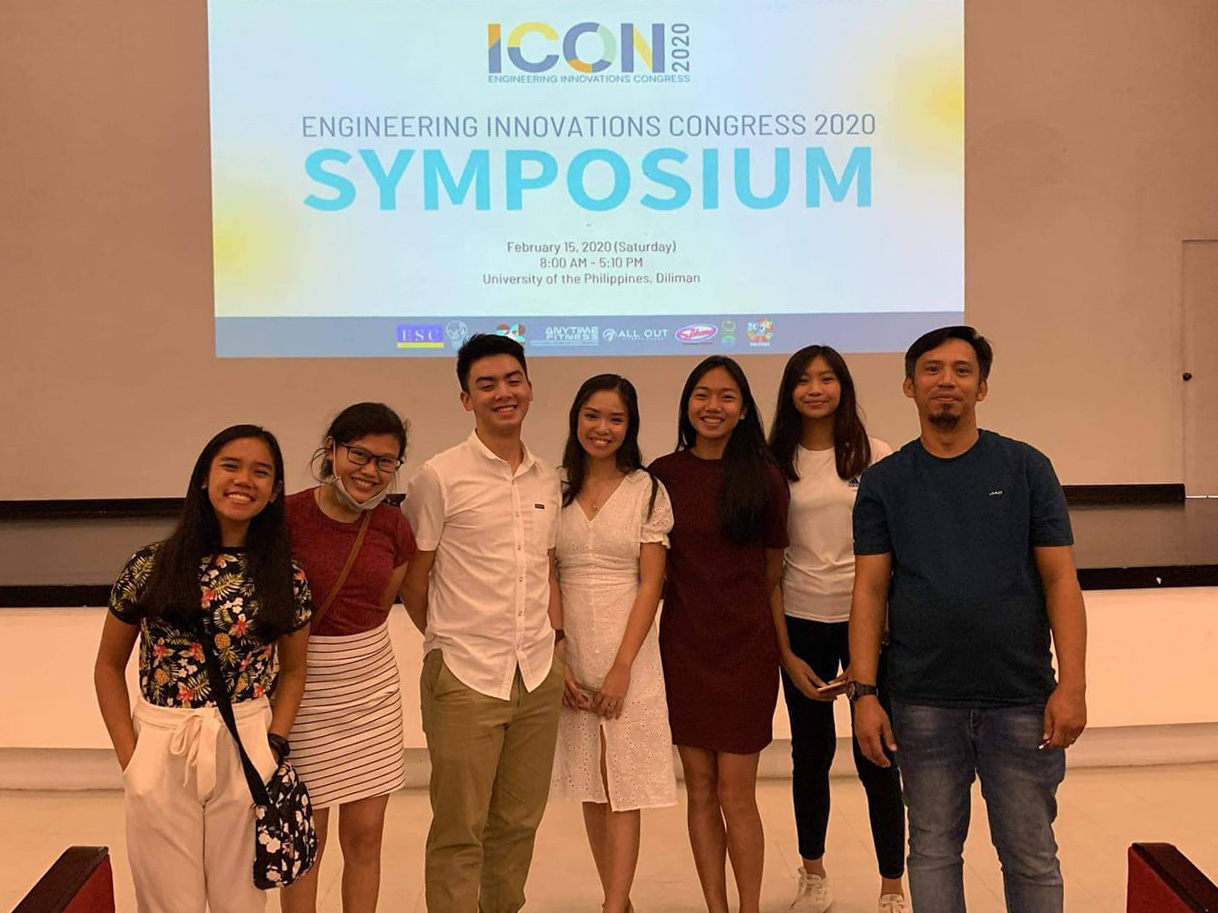 ICON 2020
ENGINEERING INNOVATIONS CONGRESS
ENGINEERING INNOVATIONS CONGRESS 2020
SYMPOSIUM
February 15, 2020 (Saturday)
8:00 AM - 5:10 PM
University of the Philippines, Diliman
ESC ANYTIME FITNESS ALL OUT